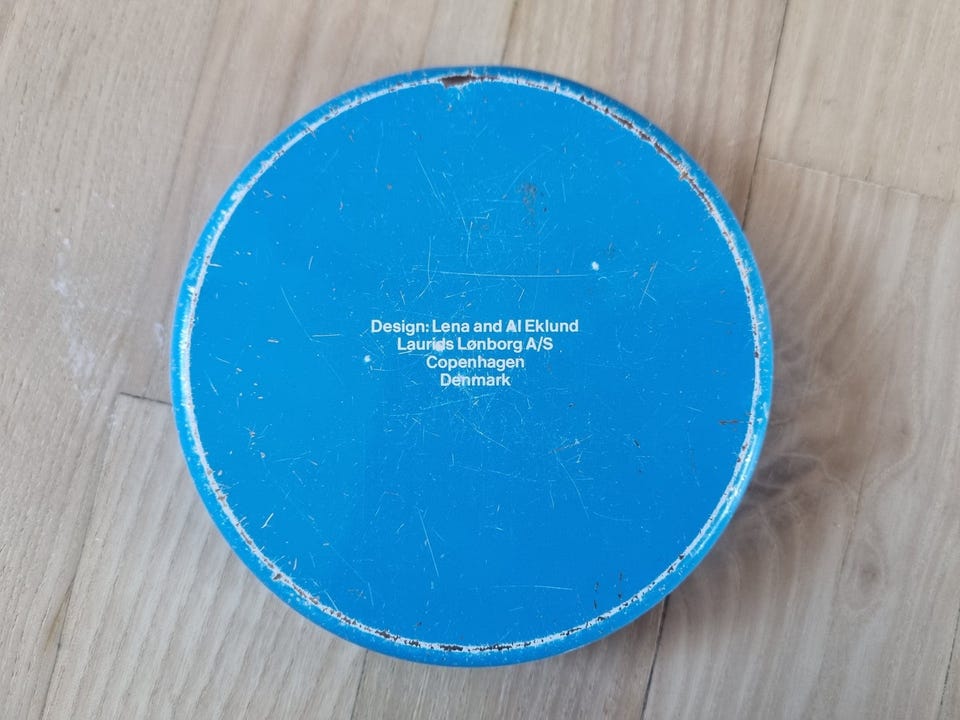 Design: Lena and Al Eklund
Laurids Lønborg A/S
Copenhagen
Denmark